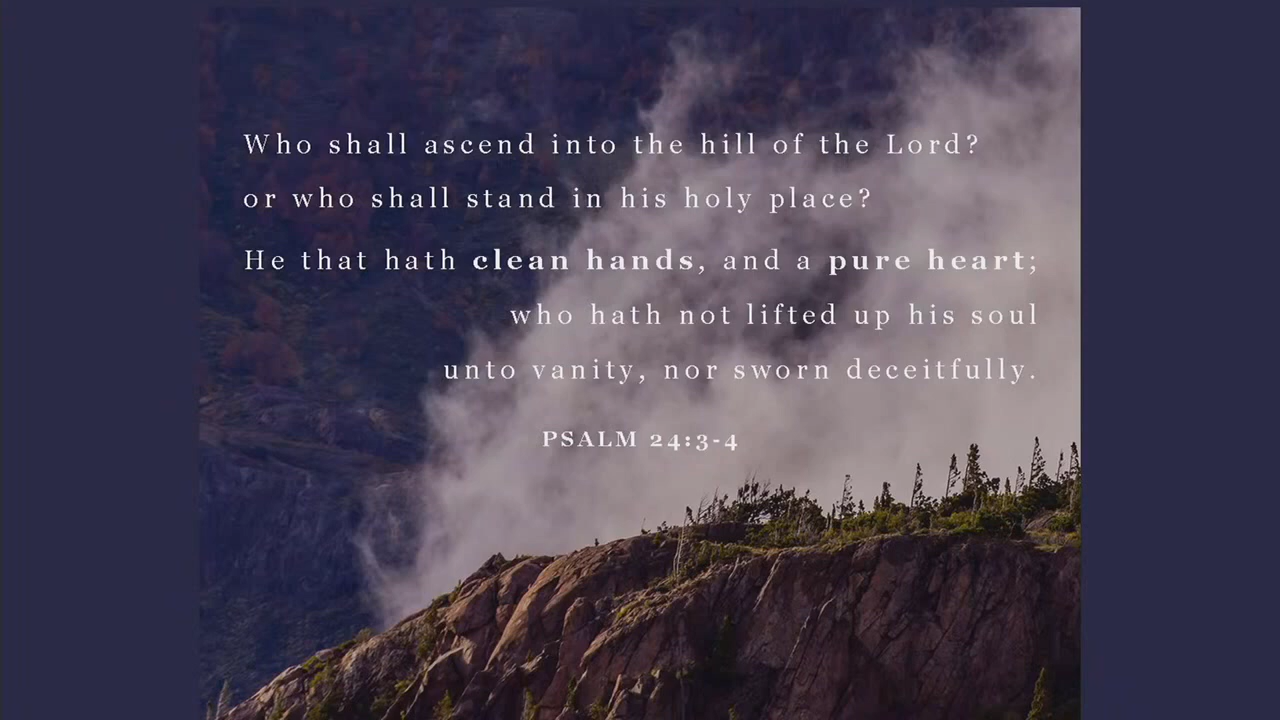 Who shall ascend into the hill of the Lord?
or who shall stand in his holy place?
He that hath clean hands, and a pure heart;
who hath not lifted up his soul
unto vanity, nor sworn deceitfully.
PSALM 24:3-4